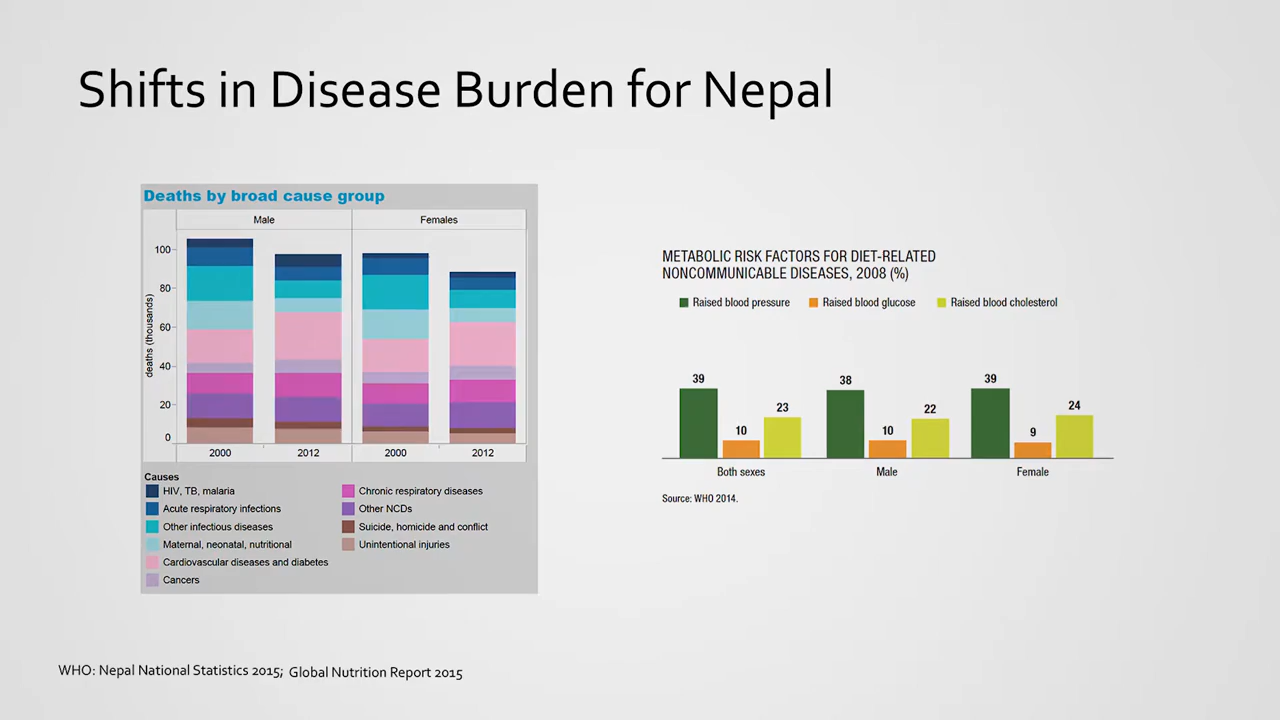 Shifts in Disease Burden for Nepal
Deaths by broad cause group
Male
Females
deaths (thousands)
100
80
60
40
20
0
2000
2012
2000
2012
Causes
HIV, TB, malaria
Acute respiratory infections
Other infectious diseases
Maternal, neonatal, nutritional
Cardiovascular diseases and diabetes
Cancers
Chronic respiratory diseases
Other NCDs
Suicide, homicide and conflict
Unintentional injuries
METABOLIC RISK FACTORS FOR DIET-RELATED
NONCOMMUNICABLE DISEASES, 2008 (%)
Raised blood pressure
Raised blood glucose
Raised blood cholesterol
39
10
23
38
10
22
39
9
24
Both sexes
Male
Female
Source: WHO 2014.
WHO: Nepal National Statistics 2015; Global Nutrition Report 2015